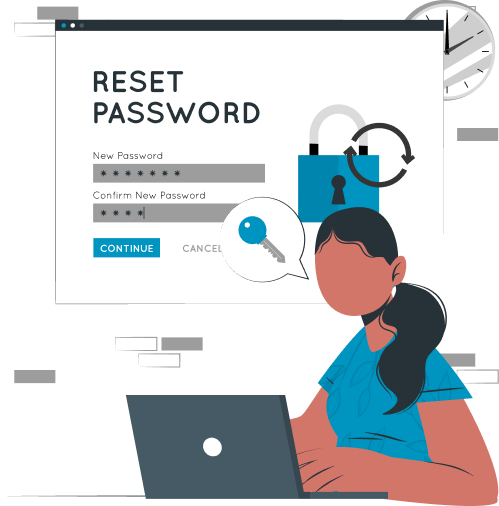 RESET
PASSWORD
New Password
*******
Confirm New Password
****
CONTINUE CANCEL